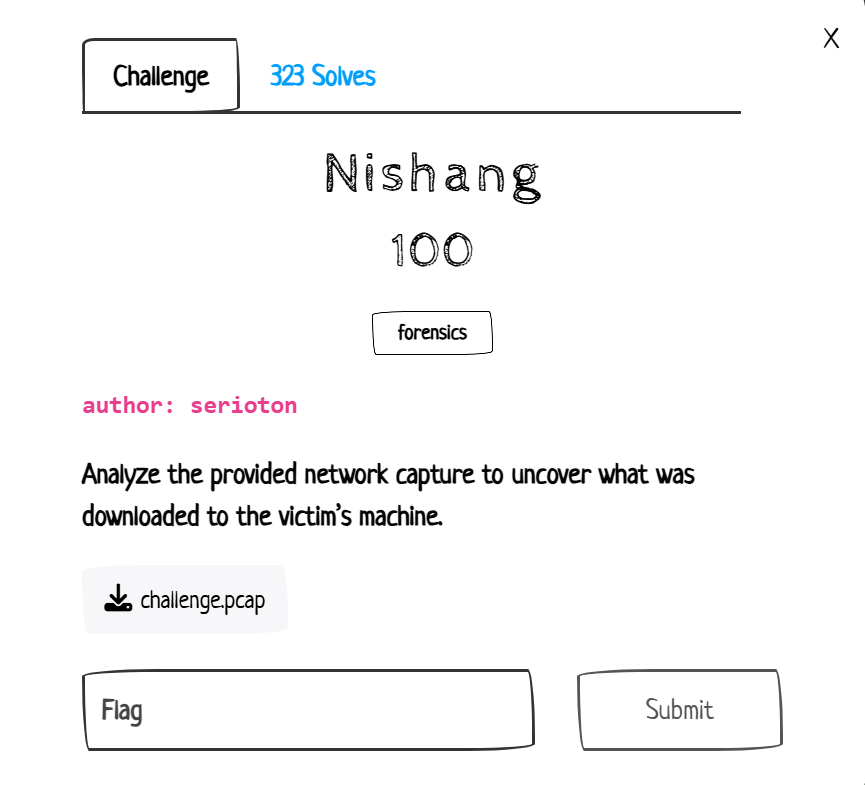 X
Challenge
323 Solves
Nishang
100
forensics
author: serioton
Analyze the provided network capture to uncover what was
downloaded to the victim’s machine.
challenge.pcap
Flag
Submit